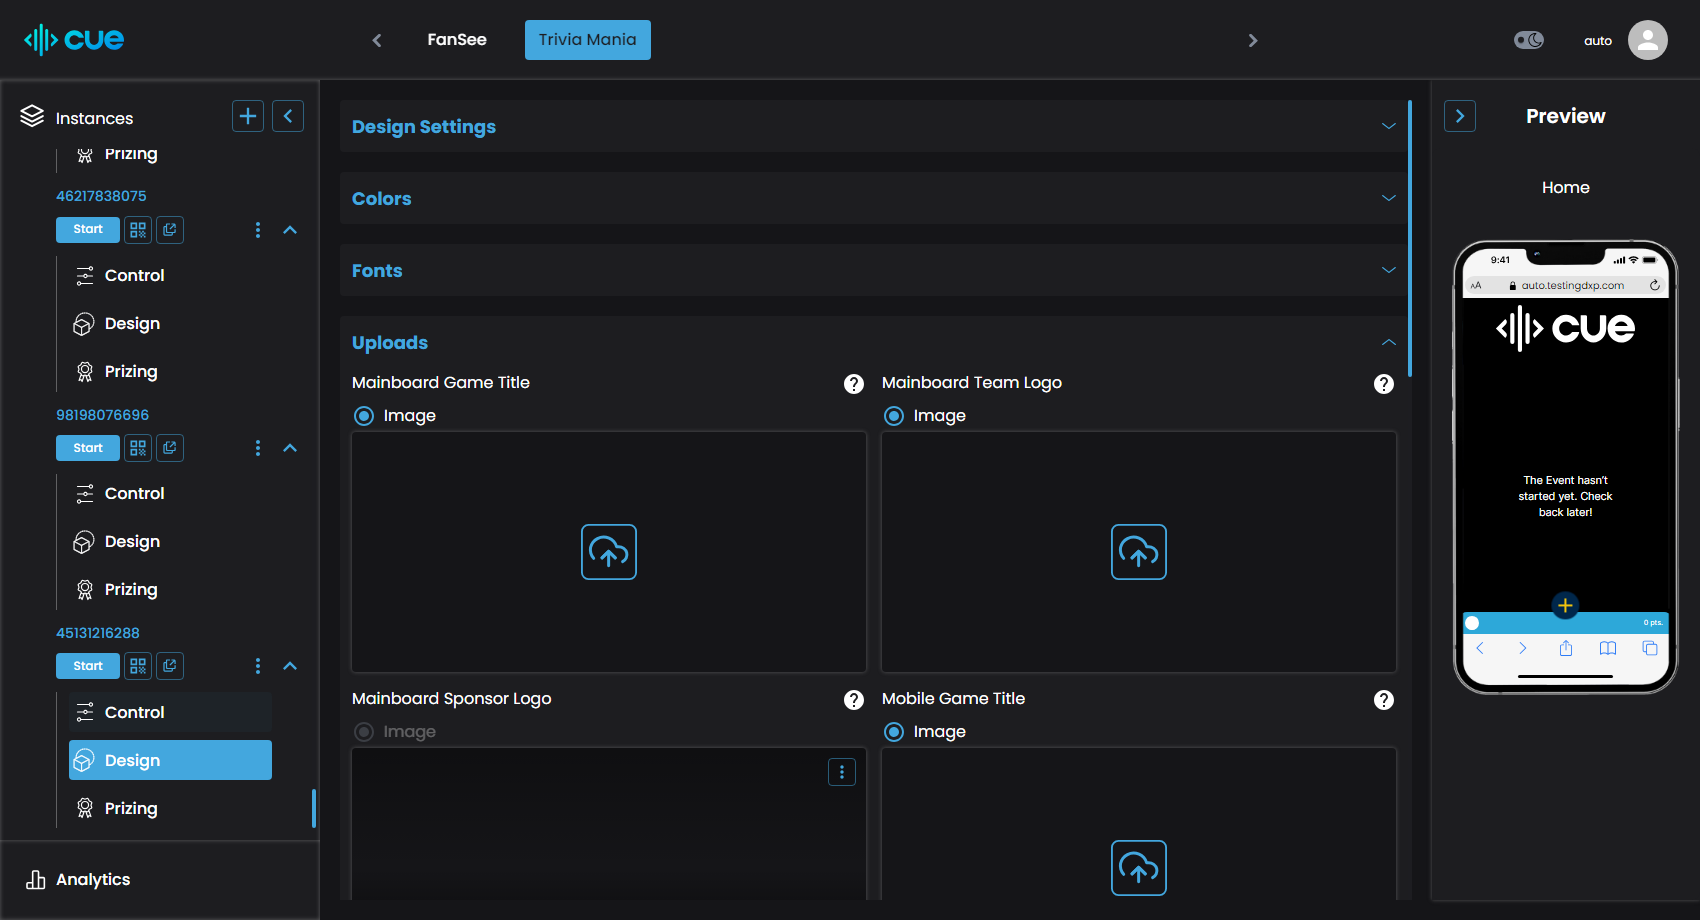 cue
FanSee
Trivia Mania
auto
Instances
Prizing
46217838075
Start
Control
Design
Prizing
98198076696
Start
Control
Design
Prizing
45131216288
Start
Control
Design
Prizing
Analytics
Design Settings
Colors
Fonts
Uploads
Mainboard Game Title
?
Image
Mainboard Team Logo
?
Image
Mainboard Sponsor Logo
?
Image
Mobile Game Title
?
Image
Preview
Home
9:41
AA
auto.testingdxp.com
cue
The Event hasn't
started yet. Check
back later!
0 pts.